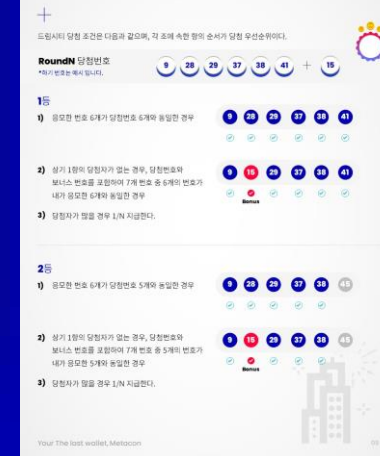 드림시티 당첨 조건은 다음과 같으며, 각 조에 속한 항의 순서가 당첨 우선순위이다.
RoundN 당첨번호
*하기 번호는 예시 입니다.
9 28 29 37 38 41 + 15
1등
1) 응모한 번호 6개가 당첨번호 6개와 동일한 경우
9 28 29 37 38 41
2) 상기 1항의 당첨자가 없는 경우, 당첨번호와
보너스 번호를 포함하여 7개 번호 중 6개의 번호가
내가 응모한 6개와 동일한 경우
9 15 29 37 38 41
Bonus
3) 당첨자가 많을 경우 1/N 지급한다.
2등
1) 응모한 번호 6개가 당첨번호 5개와 동일한 경우
9 28 29 37 38 45
2) 상기 1항의 당첨자가 없는 경우, 당첨번호와
보너스 번호를 포함하여 7개 번호 중 5개의 번호가
내가 응모한 5개와 동일한 경우
9 15 29 37 38 45
Bonus
3) 당첨자가 많을 경우 1/N 지급한다.
Your The last wallet, Metacon